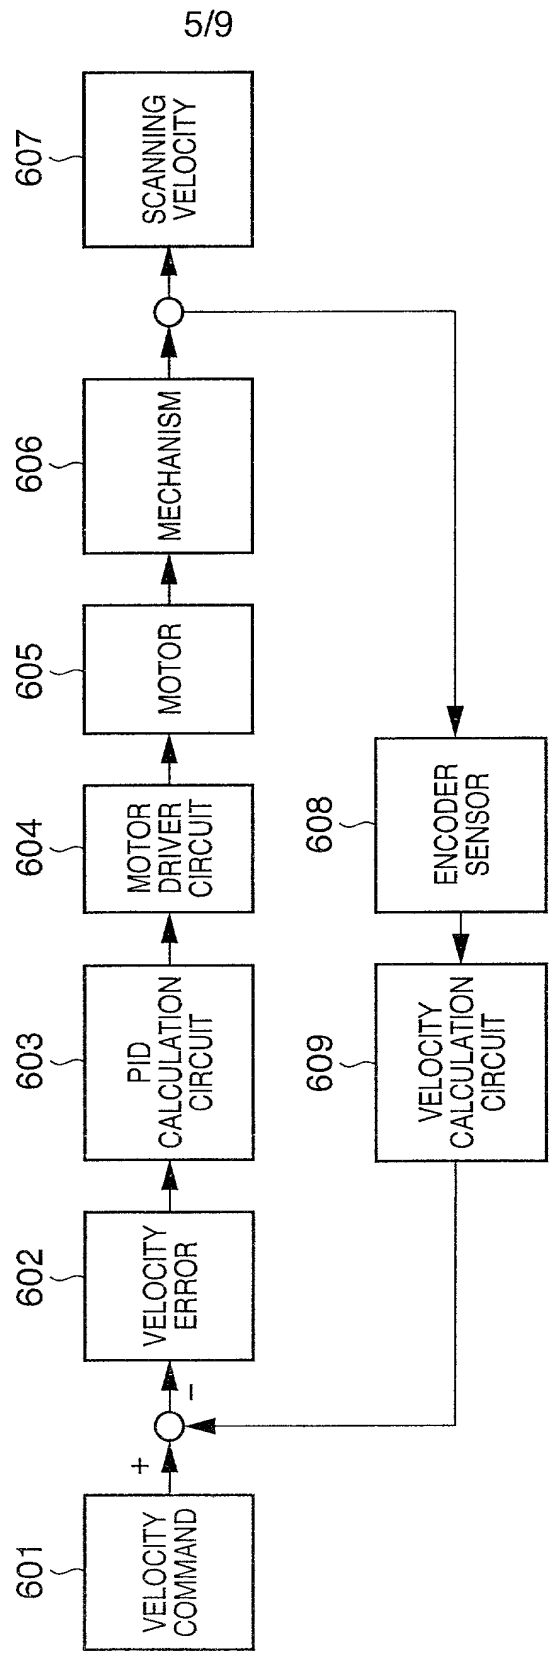 5/9
601
VELOCITY
COMMAND
+
−
602
VELOCITY
ERROR
603
PID
CALCULATION
CIRCUIT
604
MOTOR
DRIVER
CIRCUIT
605
MOTOR
606
MECHANISM
607
SCANNING
VELOCITY
608
ENCODER
SENSOR
609
VELOCITY
CALCULATION
CIRCUIT